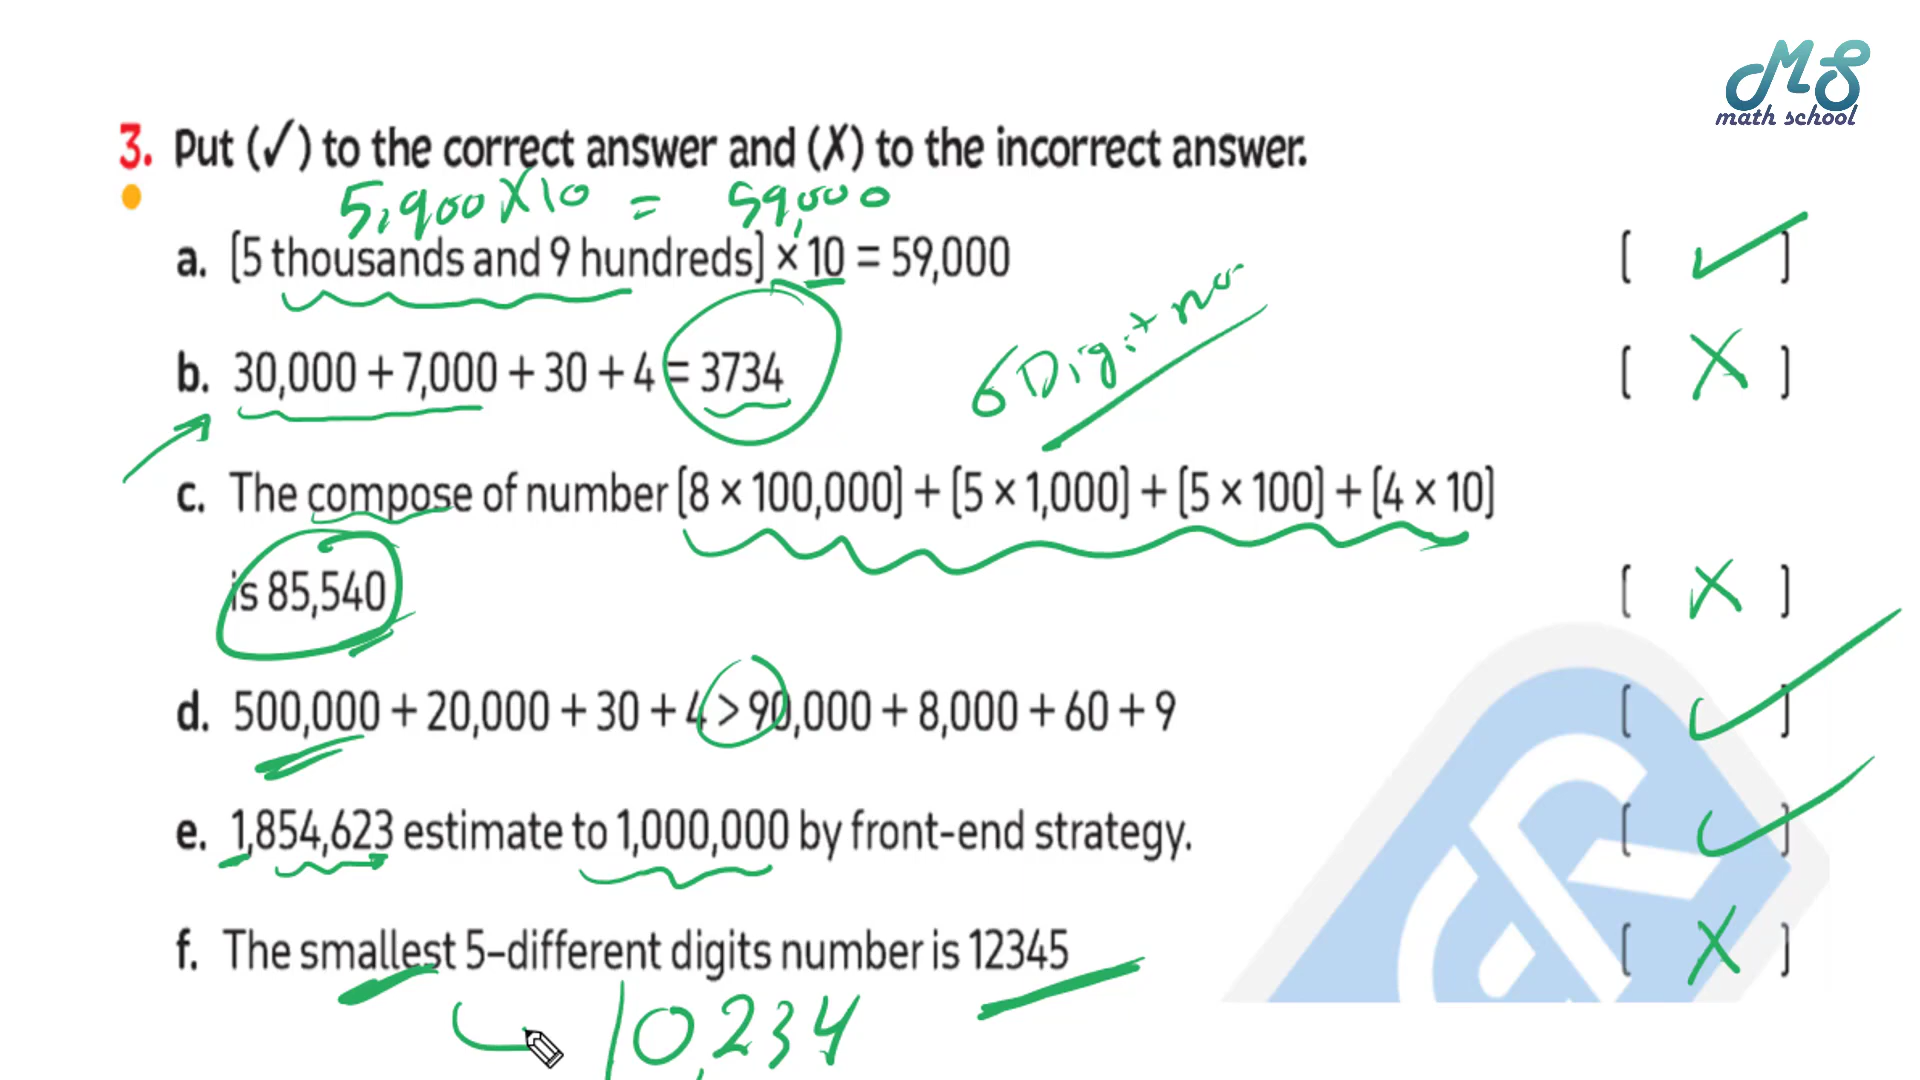 MS
math school
3. Put (✓) to the correct answer and (✗) to the incorrect answer.
5,900 × 10 = 59,000
a. (5 thousands and 9 hundreds) × 10 = 59,000 ( ✓ )
6 Digit no
b. 30,000 + 7,000 + 30 + 4 = 3734 ( ✗ )
c. The compose of number (8 × 100,000) + (5 × 1,000) + (5 × 100) + (4 × 10)
is 85,540 ( ✗ )
d. 500,000 + 20,000 + 30 + 4 > 90,000 + 8,000 + 60 + 9 ( ✓ )
e. 1,854,623 estimate to 1,000,000 by front-end strategy. ( ✓ )
f. The smallest 5-different digits number is 12345 ( ✗ )
10,234